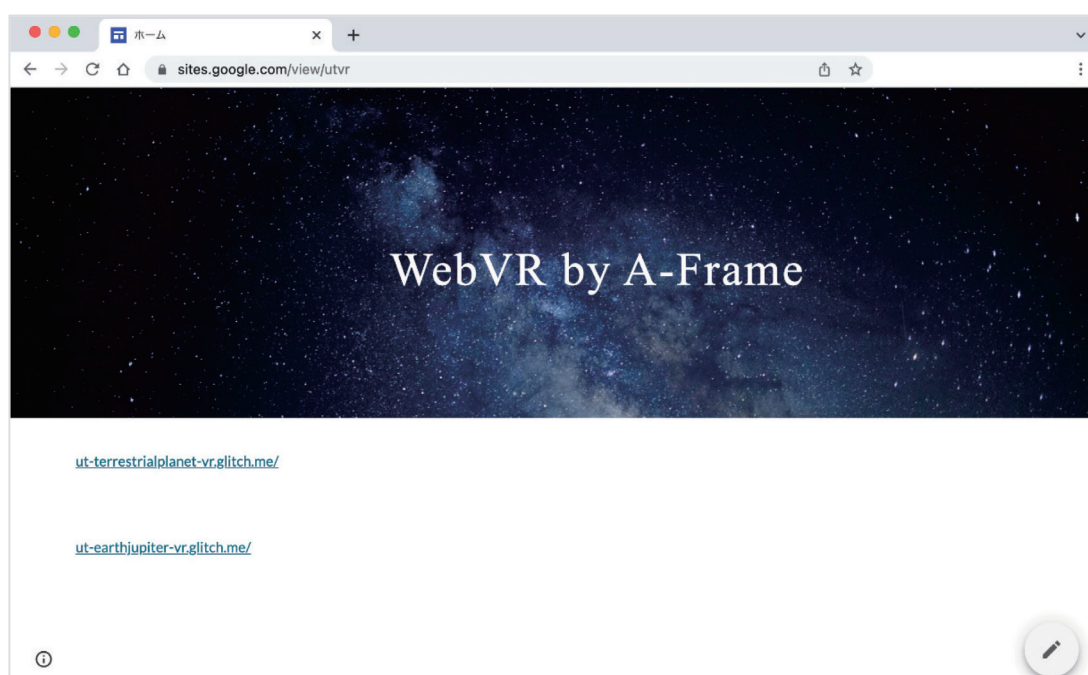 ホーム
sites.google.com/view/utvr
WebVR by A-Frame
ut-terrestrialplanet-vr.glitch.me/
ut-earthjupiter-vr.glitch.me/